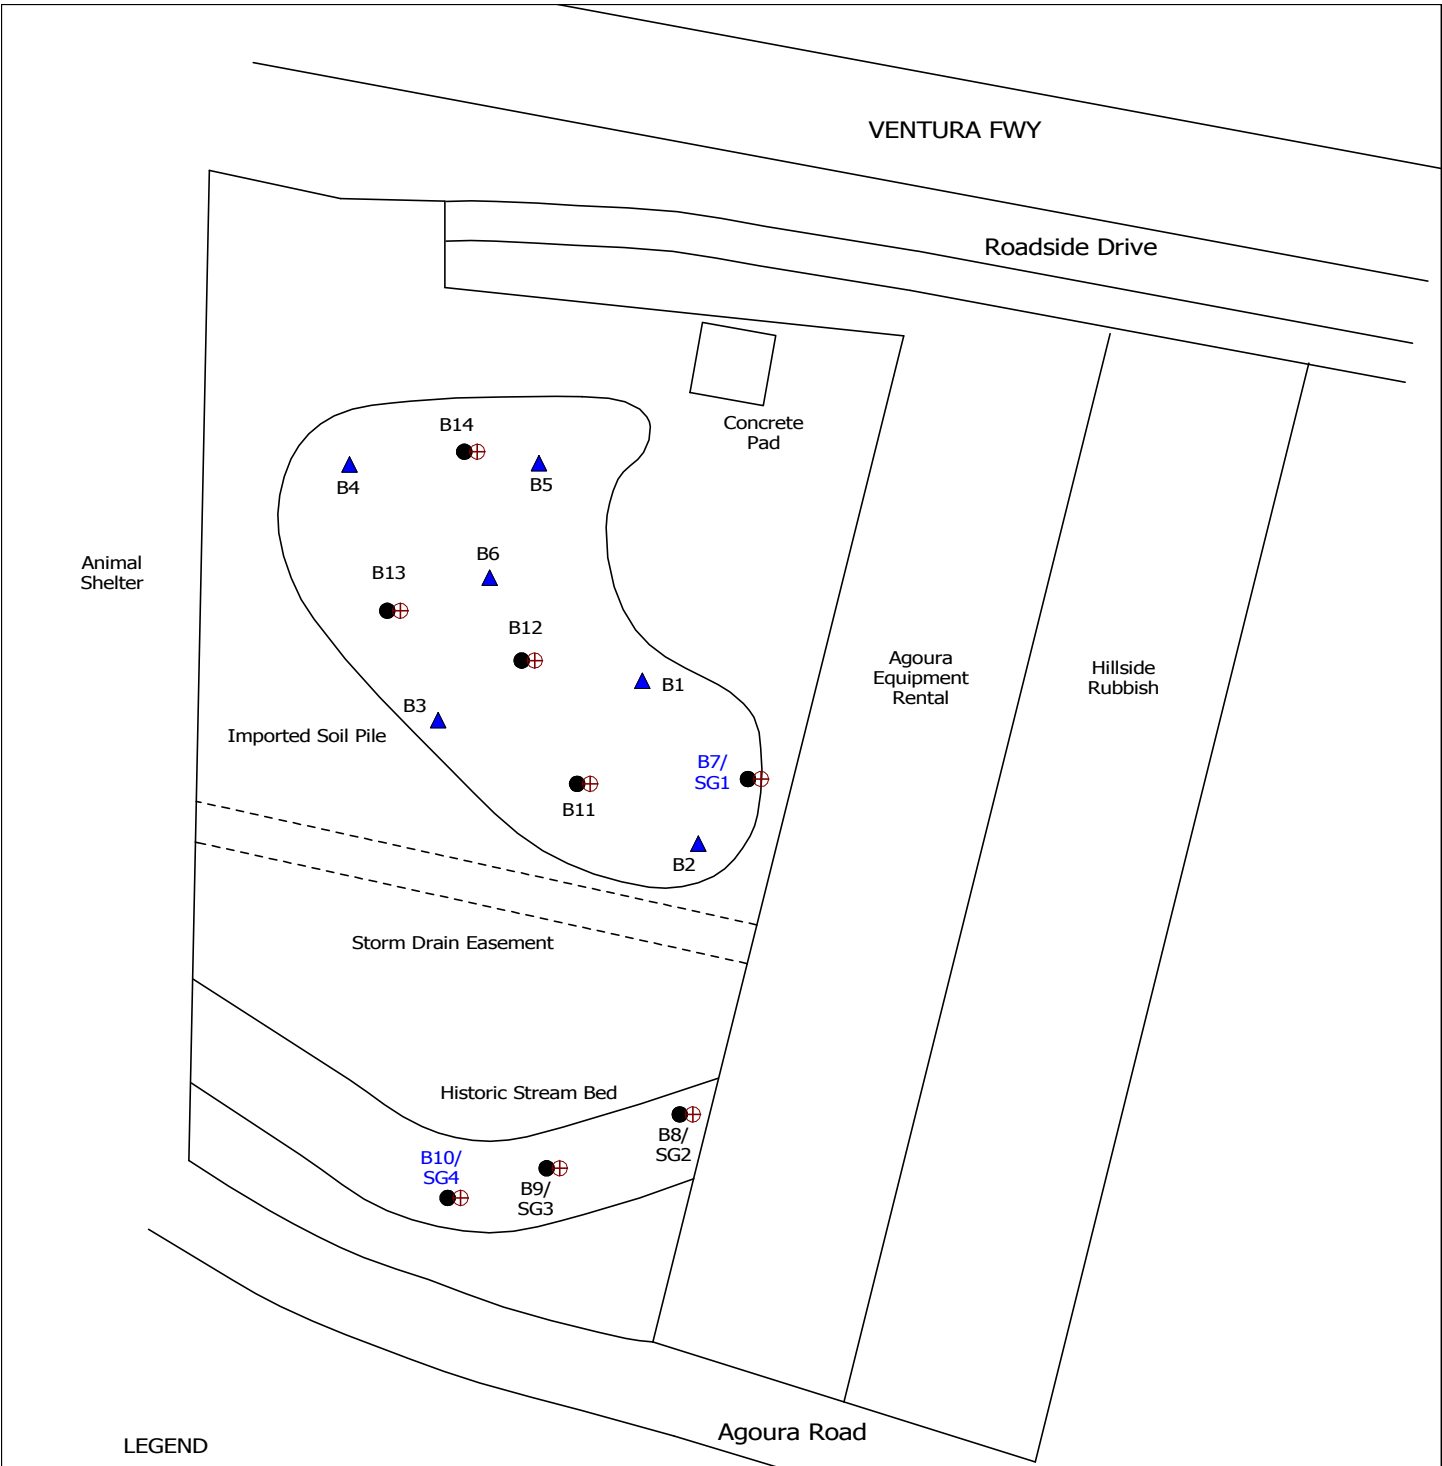 VENTURA FWY
Roadside Drive
Concrete
Pad
B14
B4
B5
B6
B13
Animal
Shelter
B12
B1
Agoura
Equipment
Rental
Hillside
Rubbish
B3
Imported Soil Pile
B7/
SG1
B11
B2
Storm Drain Easement
Historic Stream Bed
B8/
SG2
B10/
SG4
B9/
SG3
Agoura Road
LEGEND